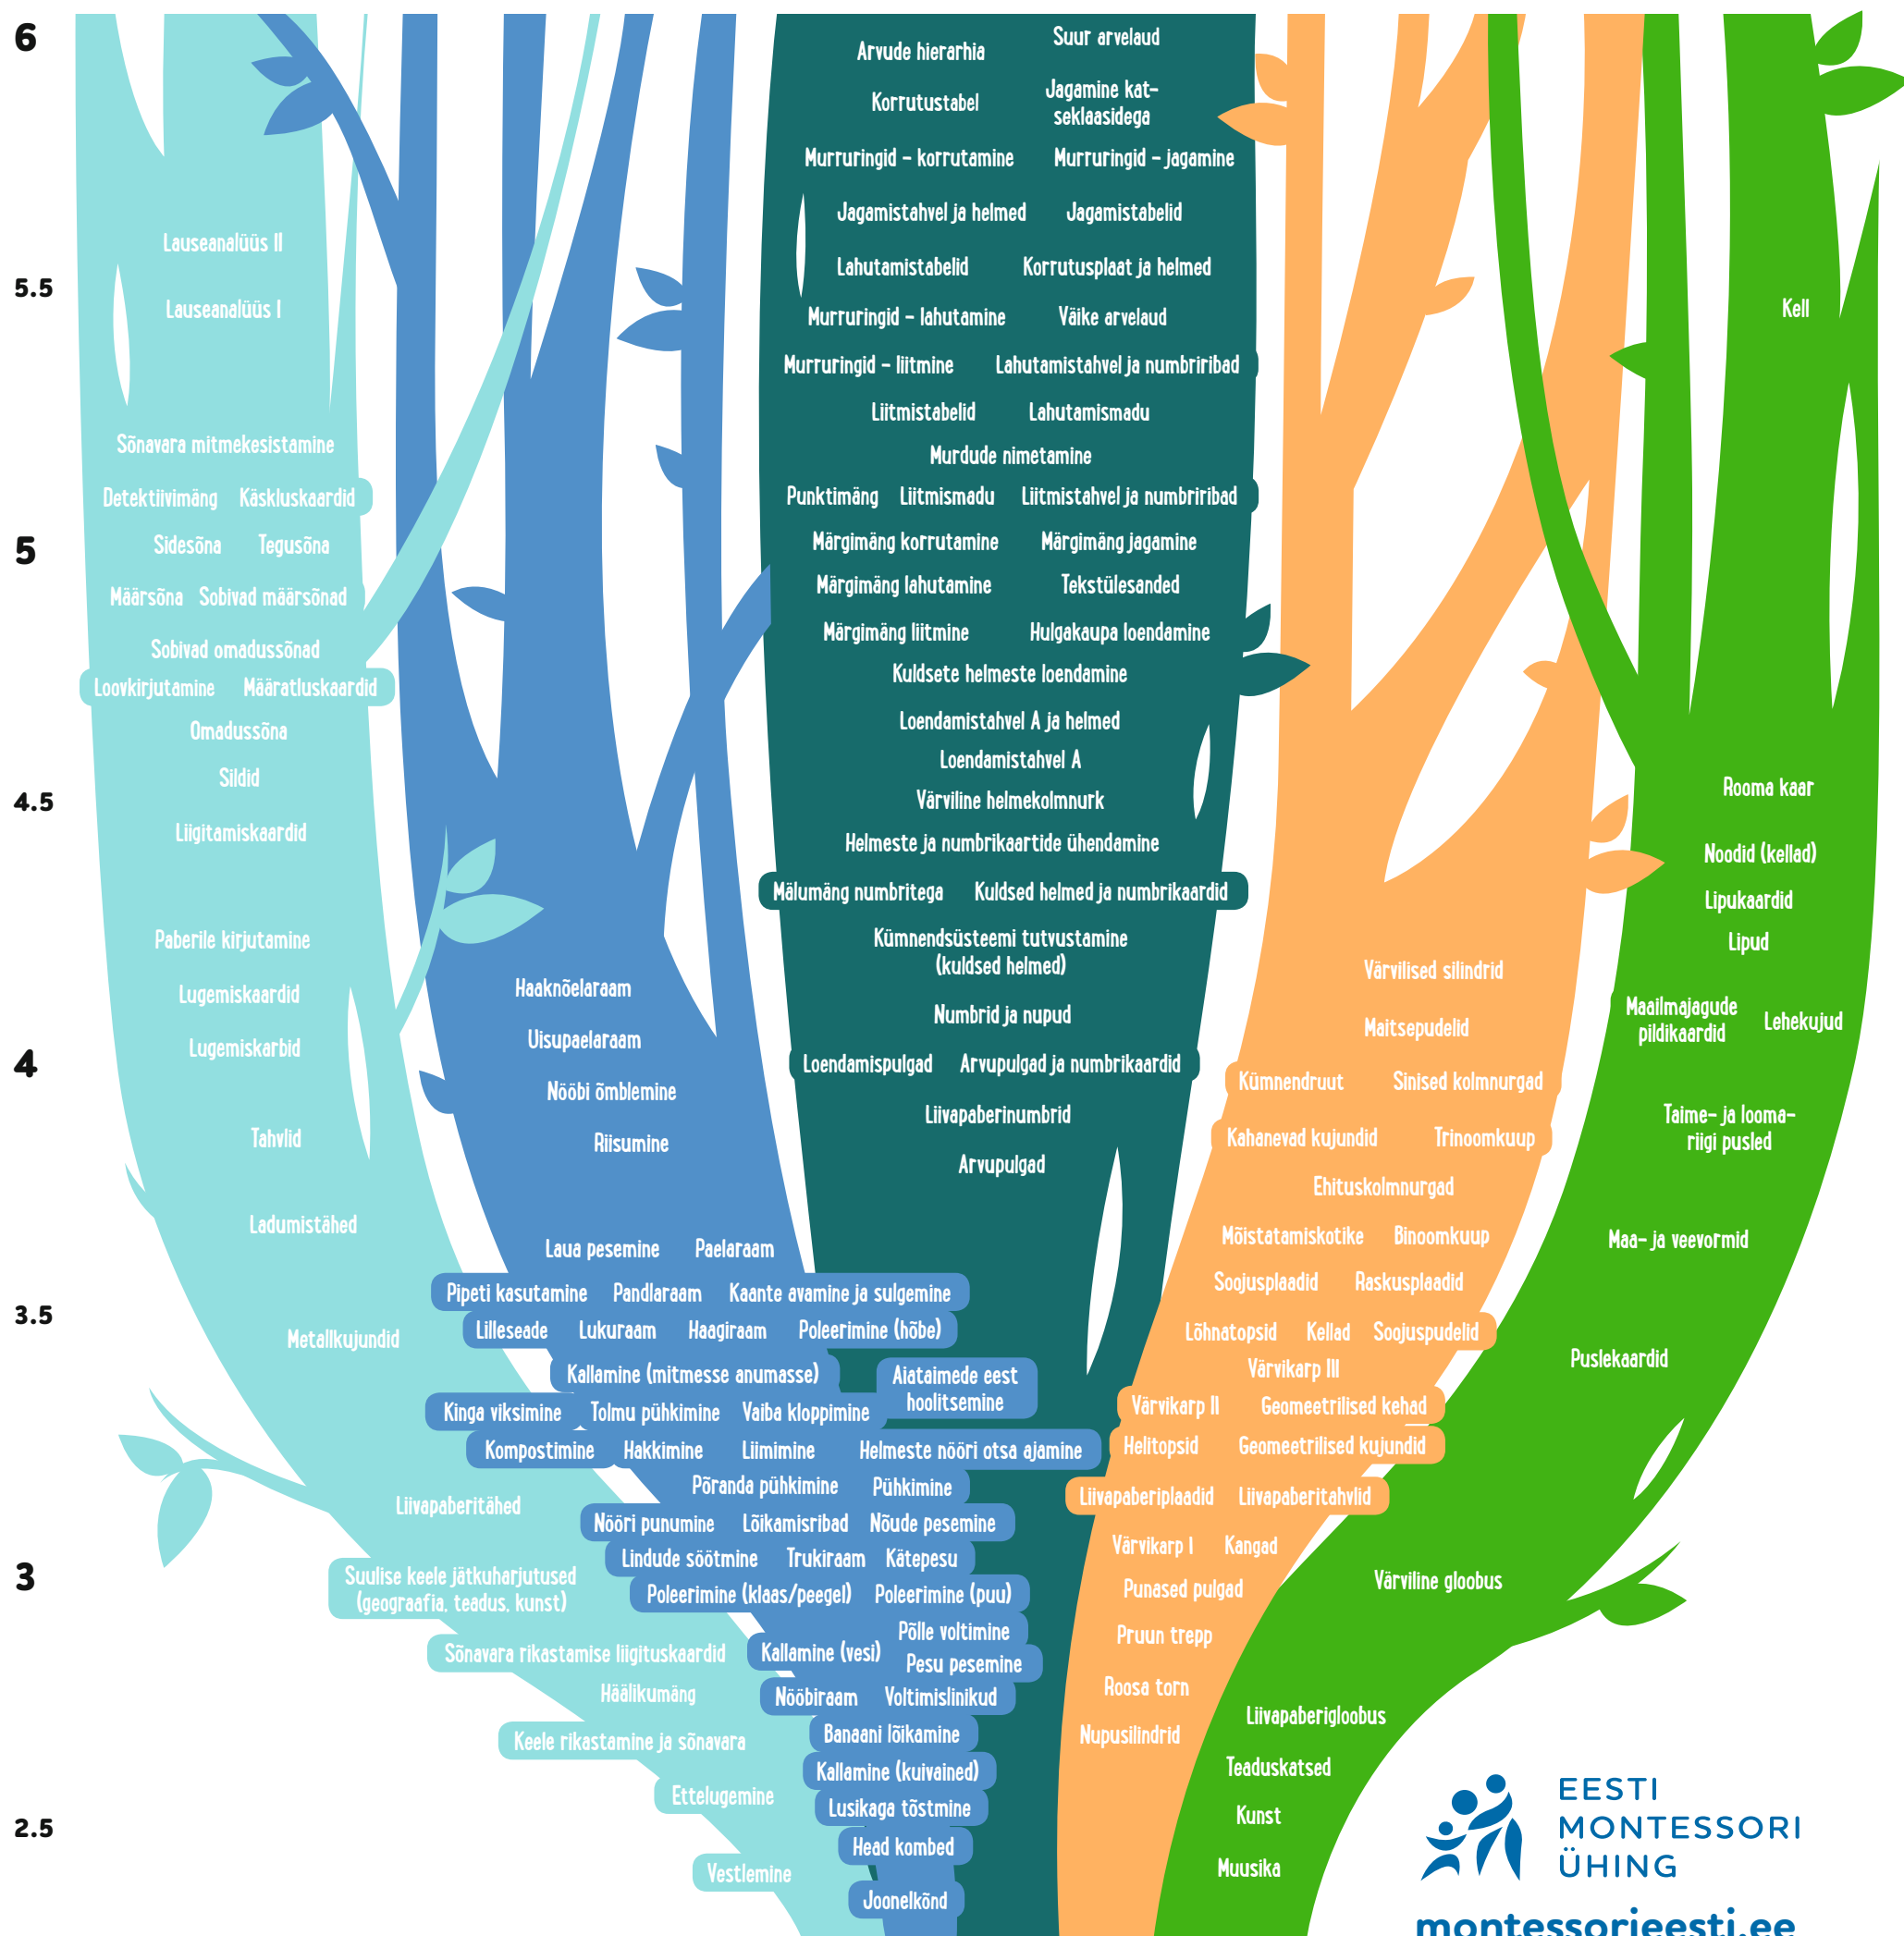 6
5.5
5
4.5
4
3.5
3
2.5
Lauseanalüüs II
Lauseanalüüs I
Sõnavara mitmekesistamine
Detektiivimäng Käskluskaardid
Sidesõna Tegusõna
Määrsõna Sobivad määrsõnad
Sobivad omadussõnad
Loovkirjutamine Määratluskaardid
Omadussõna
Sildid
Liigitamiskaardid
Paberile kirjutamine
Lugemiskaardid
Lugemiskarbid
Tahvlid
Ladumistähed
Metallkujundid
Liivapaberitähed
Suulise keele jätkuharjutused
(geograafia, teadus, kunst)
Sõnavara rikastamise liigituskaardid
Häälikumäng
Keele rikastamine ja sõnavara
Ettelugemine
Vestlemine
Haaknõelaraam
Uisupaelaraam
Nööbi õmblemine
Riisumine
Laua pesemine Paelaraam
Pipeti kasutamine Pandlaraam Kaante avamine ja sulgemine
Lilleseade Lukuraam Haagiraam Poleerimine (hõbe)
Kallamine (mitmesse anumasse)
Aiataimede eest
hoolitsemine
Kinga viksimine Tolmu pühkimine Vaiba kloppimine
Kompostimine Hakkimine Liimimine Helmeste nööri otsa ajamine
Põranda pühkimine Pühkimine
Nööri punumine Lõikamisribad Nõude pesemine
Lindude söötmine Trukiraam Kätepesu
Poleerimine (klaas/peegel) Poleerimine (puu)
Põlle voltimine
Kallamine (vesi)
Pesu pesemine
Nööbiraam Voltimislinikud
Banaani lõikamine
Kallamine (kuivained)
Lusikaga tõstmine
Head kombed
Joonelkõnd
Suur arvelaud
Arvude hierarhia
Korrutustabel
Jagamine kat-
seklaasidega
Murruringid – korrutamine Murruringid – jagamine
Jagamistahvel ja helmed Jagamistabelid
Lahutamistabelid Korrutusplaat ja helmed
Murruringid – lahutamine Väike arvelaud
Murruringid – liitmine Lahutamistahvel ja numbriribad
Liitmistabelid Lahutamismadu
Murdude nimetamine
Punktimäng Liitmismadu Liitmistahvel ja numbriribad
Märgimäng korrutamine Märgimäng jagamine
Märgimäng lahutamine Tekstülesanded
Märgimäng liitmine Hulgakaupa loendamine
Kuldsete helmeste loendamine
Loendamistahvel A ja helmed
Loendamistahvel A
Värviline helmekolmnurk
Helmeste ja numbrikaartide ühendamine
Mälumäng numbritega Kuldsed helmed ja numbrikaardid
Kümnendsüsteemi tutvustamine
(kuldsed helmed)
Numbrid ja nupud
Loendamispulgad Arvupulgad ja numbrikaardid
Liivapaberinumbrid
Arvupulgad
Värvilised silindrid
Maitsepudelid
Kümnendruut Sinised kolmnurgad
Kahanevad kujundid Trinoomkuup
Ehituskolmnurgad
Mõistatamiskotike Binoomkuup
Soojusplaadid Raskusplaadid
Lõhnatopsid Kellad Soojuspudelid
Värvikarp III
Värvikarp II Geomeetrilised kehad
Helitopsid Geomeetrilised kujundid
Liivapaberiplaadid Liivapaberitahvlid
Värvikarp I Kangad
Punased pulgad
Pruun trepp
Roosa torn
Nupusilindrid
Kell
Rooma kaar
Noodid (kellad)
Lipukaardid
Lipud
Maailmajagude
pildikaardid
Lehekujud
Taime- ja looma-
riigi pusled
Maa- ja veevormid
Puslekaardid
Värviline gloobus
Liivapaberigloobus
Teaduskatsed
Kunst
Muusika
EESTI
MONTESSORI
ÜHING
montessorieesti.ee